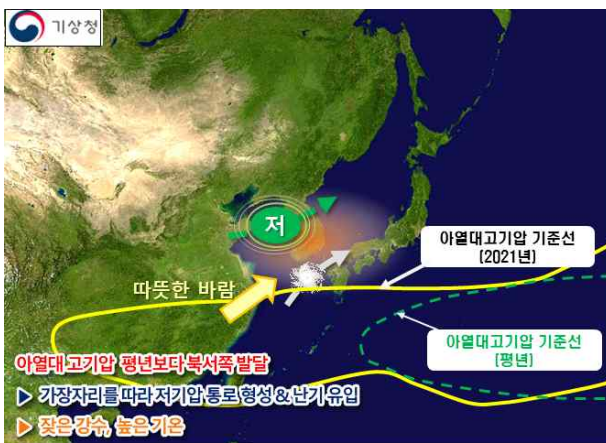 기상청
저
따뜻한 바람
아열대고기압 기준선
(2021년)
아열대고기압 기준선
(평년)
아열대 고기압 평년보다 북서쪽 발달
▶ 가장자리를 따라 저기압 통로 형성 & 난기 유입
▶ 잦은 강수, 높은 기온